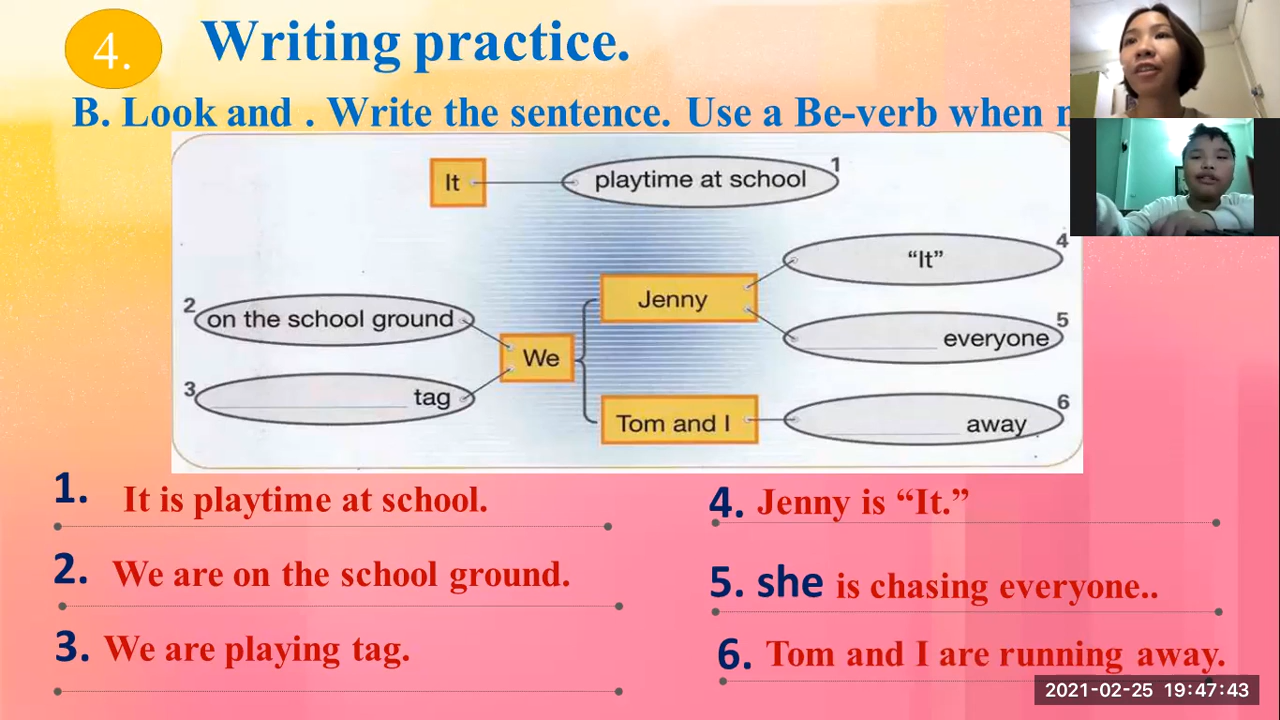 4.
Writing practice.
B. Look and . Write the sentence. Use a Be-verb when
It
playtime at school
1
4
"It"
Jenny
2
on the school ground
5
everyone
We
3
tag
6
Tom and I
away
1. It is playtime at school.
4. Jenny is “It.”
2. We are on the school ground.
5. she is chasing everyone..
3. We are playing tag.
6. Tom and I are running away.
2021-02-25 19:47:43